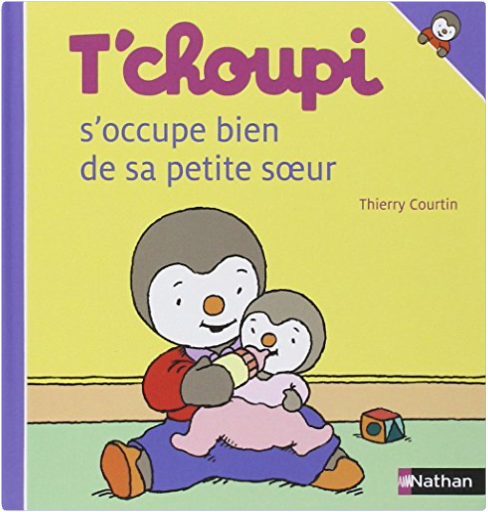 T'choupi
s'occupe bien
de sa petite sœur
Thierry Courtin
Nathan